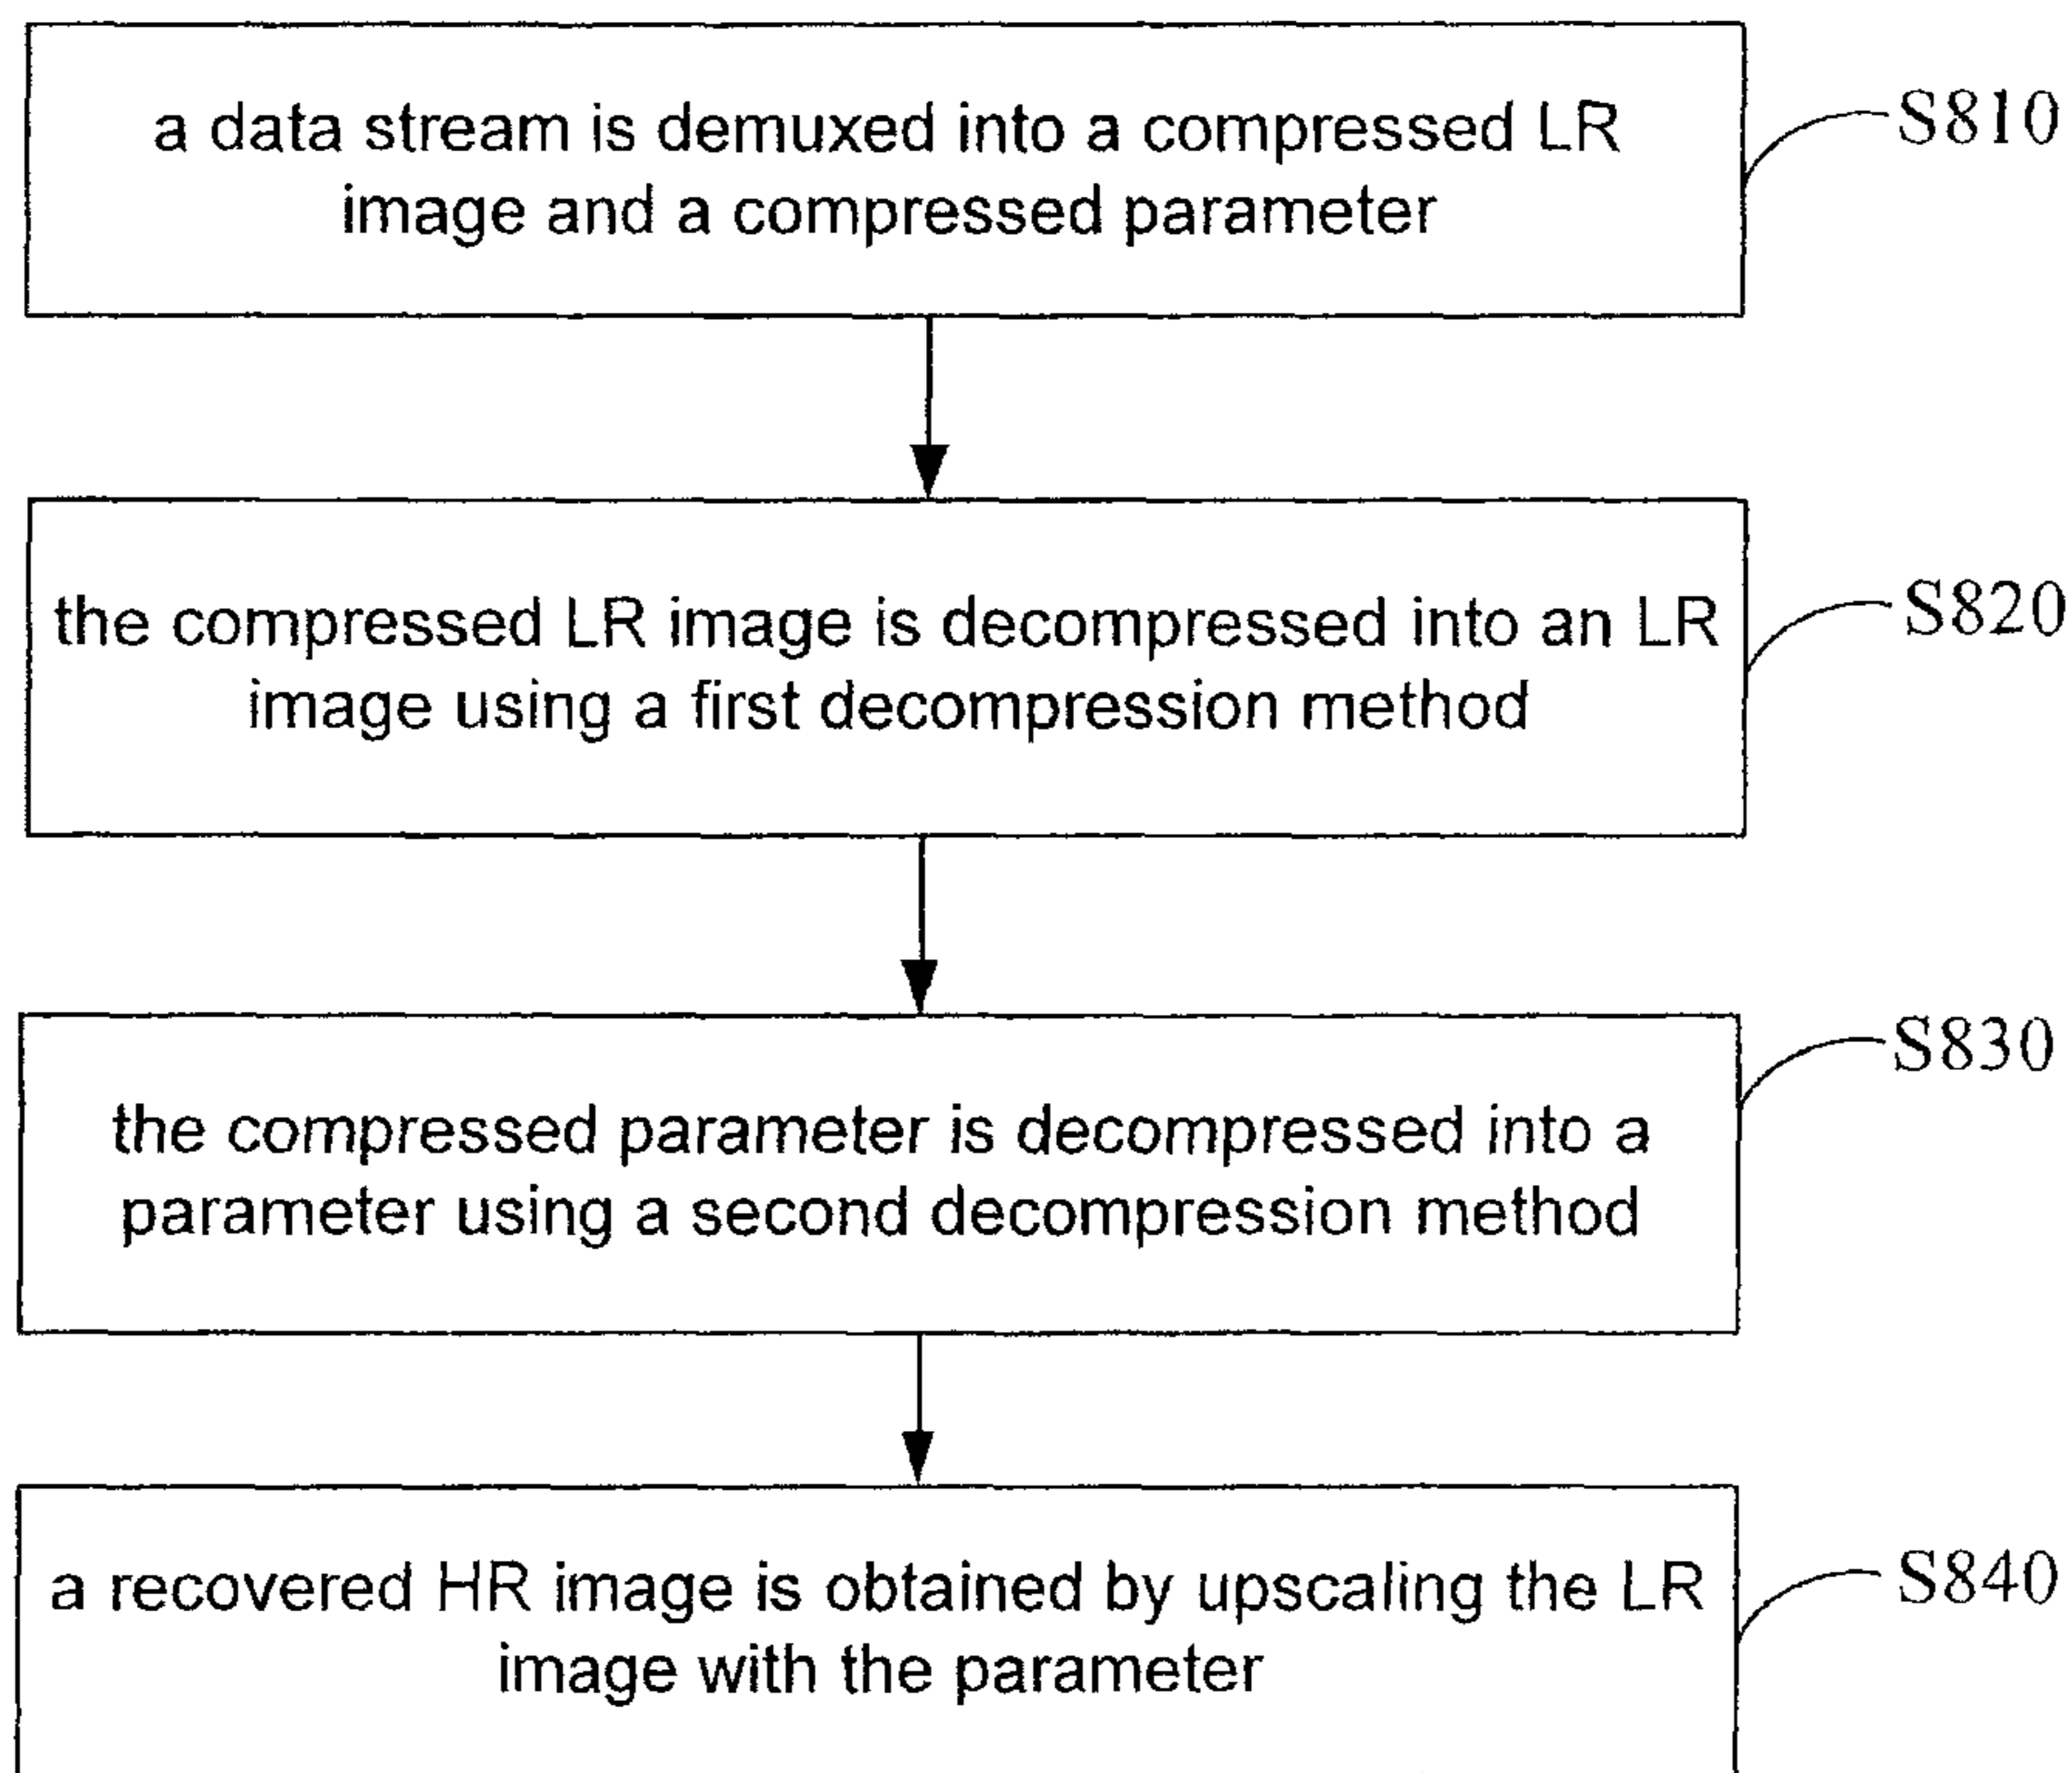 a data stream is demuxed into a compressed LR
image and a compressed parameter
S810
the compressed LR image is decompressed into an LR
image using a first decompression method
S820
the compressed parameter is decompressed into a
parameter using a second decompression method
S830
a recovered HR image is obtained by upscaling the LR
image with the parameter
S840